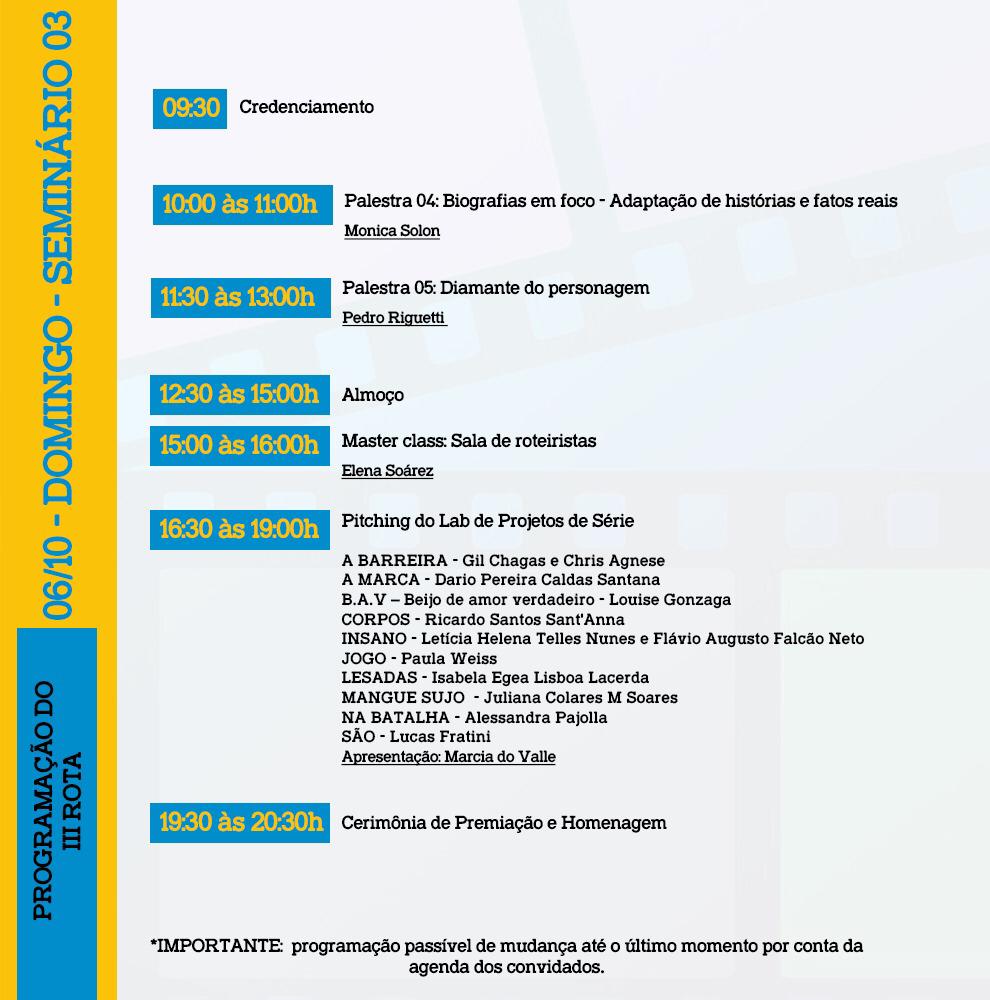 06/10 - DOMINGO - SEMINÁRIO 03
PROGRAMAÇÃO DO
III ROTA
09:30 Credenciamento
10:00 às 11:00h Palestra 04: Biografias em foco - Adaptação de histórias e fatos reais
Monica Solon
11:30 às 13:00h Palestra 05: Diamante do personagem
Pedro Riguetti
12:30 às 15:00h Almoço
15:00 às 16:00h Master class: Sala de roteiristas
Elena Soárez
16:30 às 19:00h Pitching do Lab de Projetos de Série
A BARREIRA - Gil Chagas e Chris Agnese
A MARCA - Dario Pereira Caldas Santana
B.A.V – Beijo de amor verdadeiro - Louise Gonzaga
CORPOS - Ricardo Santos Sant'Anna
INSANO - Letícia Helena Telles Nunes e Flávio Augusto Falcão Neto
JOGO - Paula Weiss
LESADAS - Isabela Egea Lisboa Lacerda
MANGUE SUJO - Juliana Colares M Soares
NA BATALHA - Alessandra Pajolla
SÃO - Lucas Fratini
Apresentação: Marcia do Valle
19:30 às 20:30h Cerimônia de Premiação e Homenagem
*IMPORTANTE: programação passível de mudança até o último momento por conta da
agenda dos convidados.